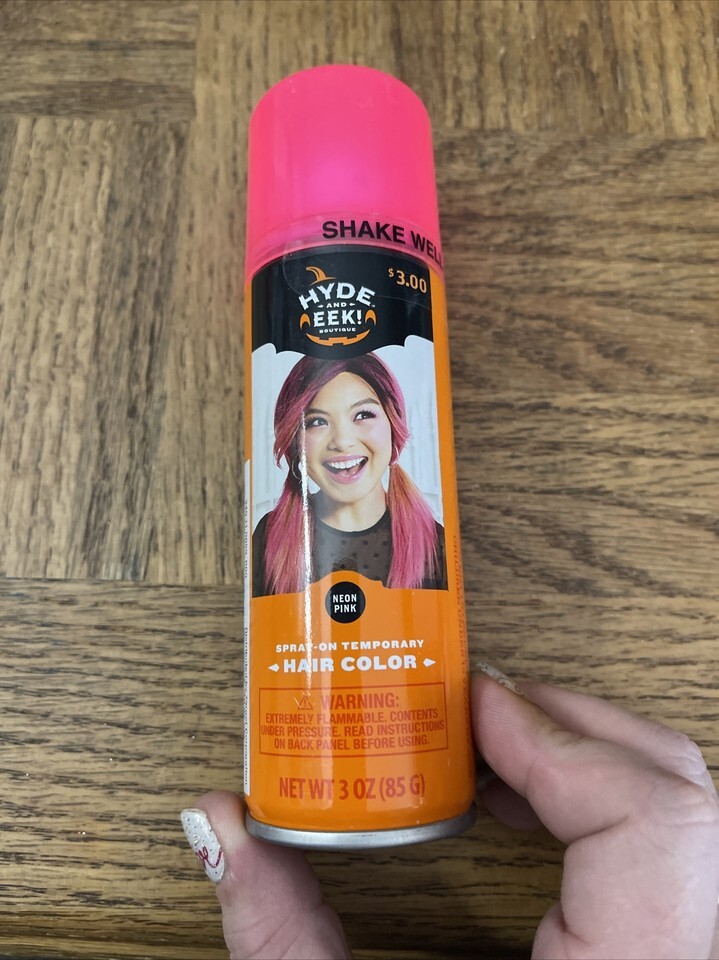 SHAKE WELL
$3.00
HYDE
AND
EEK!
BOUTIQUE
NEON
PINK
SPRAY-ON TEMPORARY
HAIR COLOR
WARNING:
EXTREMELY FLAMMABLE. CONTENTS
UNDER PRESSURE. READ INSTRUCTIONS
ON BACK PANEL BEFORE USING.
NET WT 3 OZ (85 G)